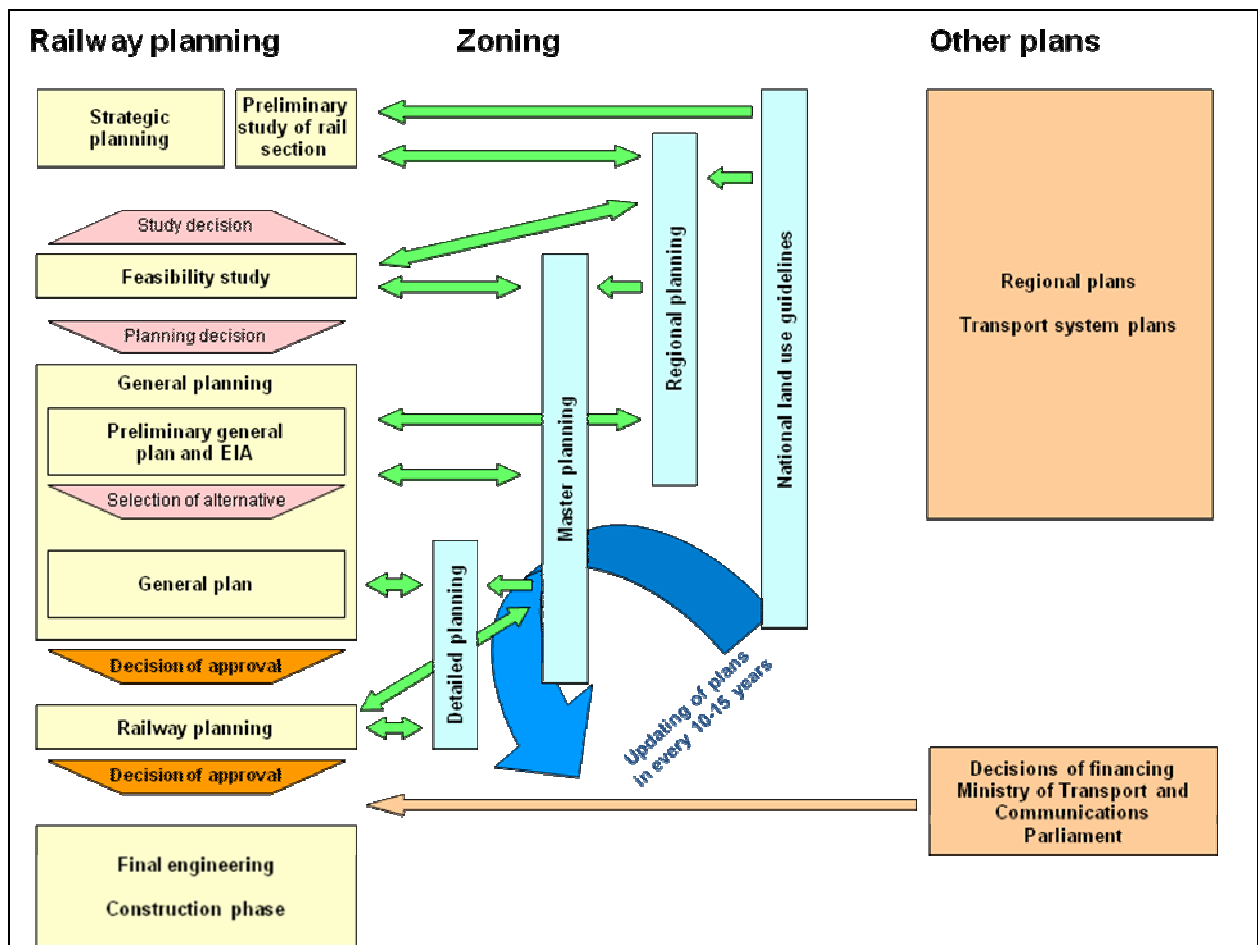 Railway planning
Zoning
Other plans
Strategic
planning
Preliminary
study of rail
section
Study decision
Feasibility study
Planning decision
General planning
Preliminary general
plan and EIA
Selection of alternative
General plan
Decision of approval
Railway planning
Decision of approval
Final engineering
Construction phase
Detailed planning
Master planning
Regional planning
National land use guidelines
Updating of plans
in every 10-15 years
Regional plans
Transport system plans
Decisions of financing
Ministry of Transport and
Communications
Parliament